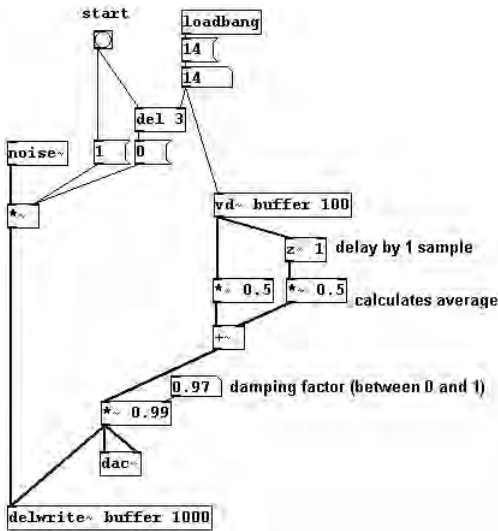 start
loadbang
14
14
del 3
noise~
1
0
*~
vd~ buffer 100
z~ 1
delay by 1 sample
*~ 0.5
*~ 0.5
calculates average
+~
0.97
damping factor (between 0 and 1)
*~ 0.99
dac~
delwrite~ buffer 1000